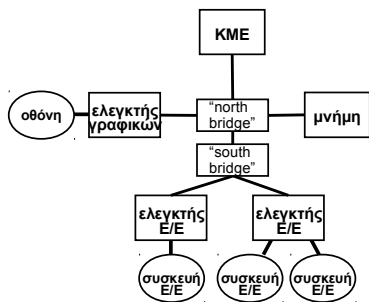 ΚΜΕ
οθόνη
ελεγκτής
γραφικών
“north
bridge”
μνήμη
“south
bridge”
ελεγκτής
Ε/Ε
ελεγκτής
Ε/Ε
συσκευή
Ε/Ε
συσκευή
Ε/Ε
συσκευή
Ε/Ε